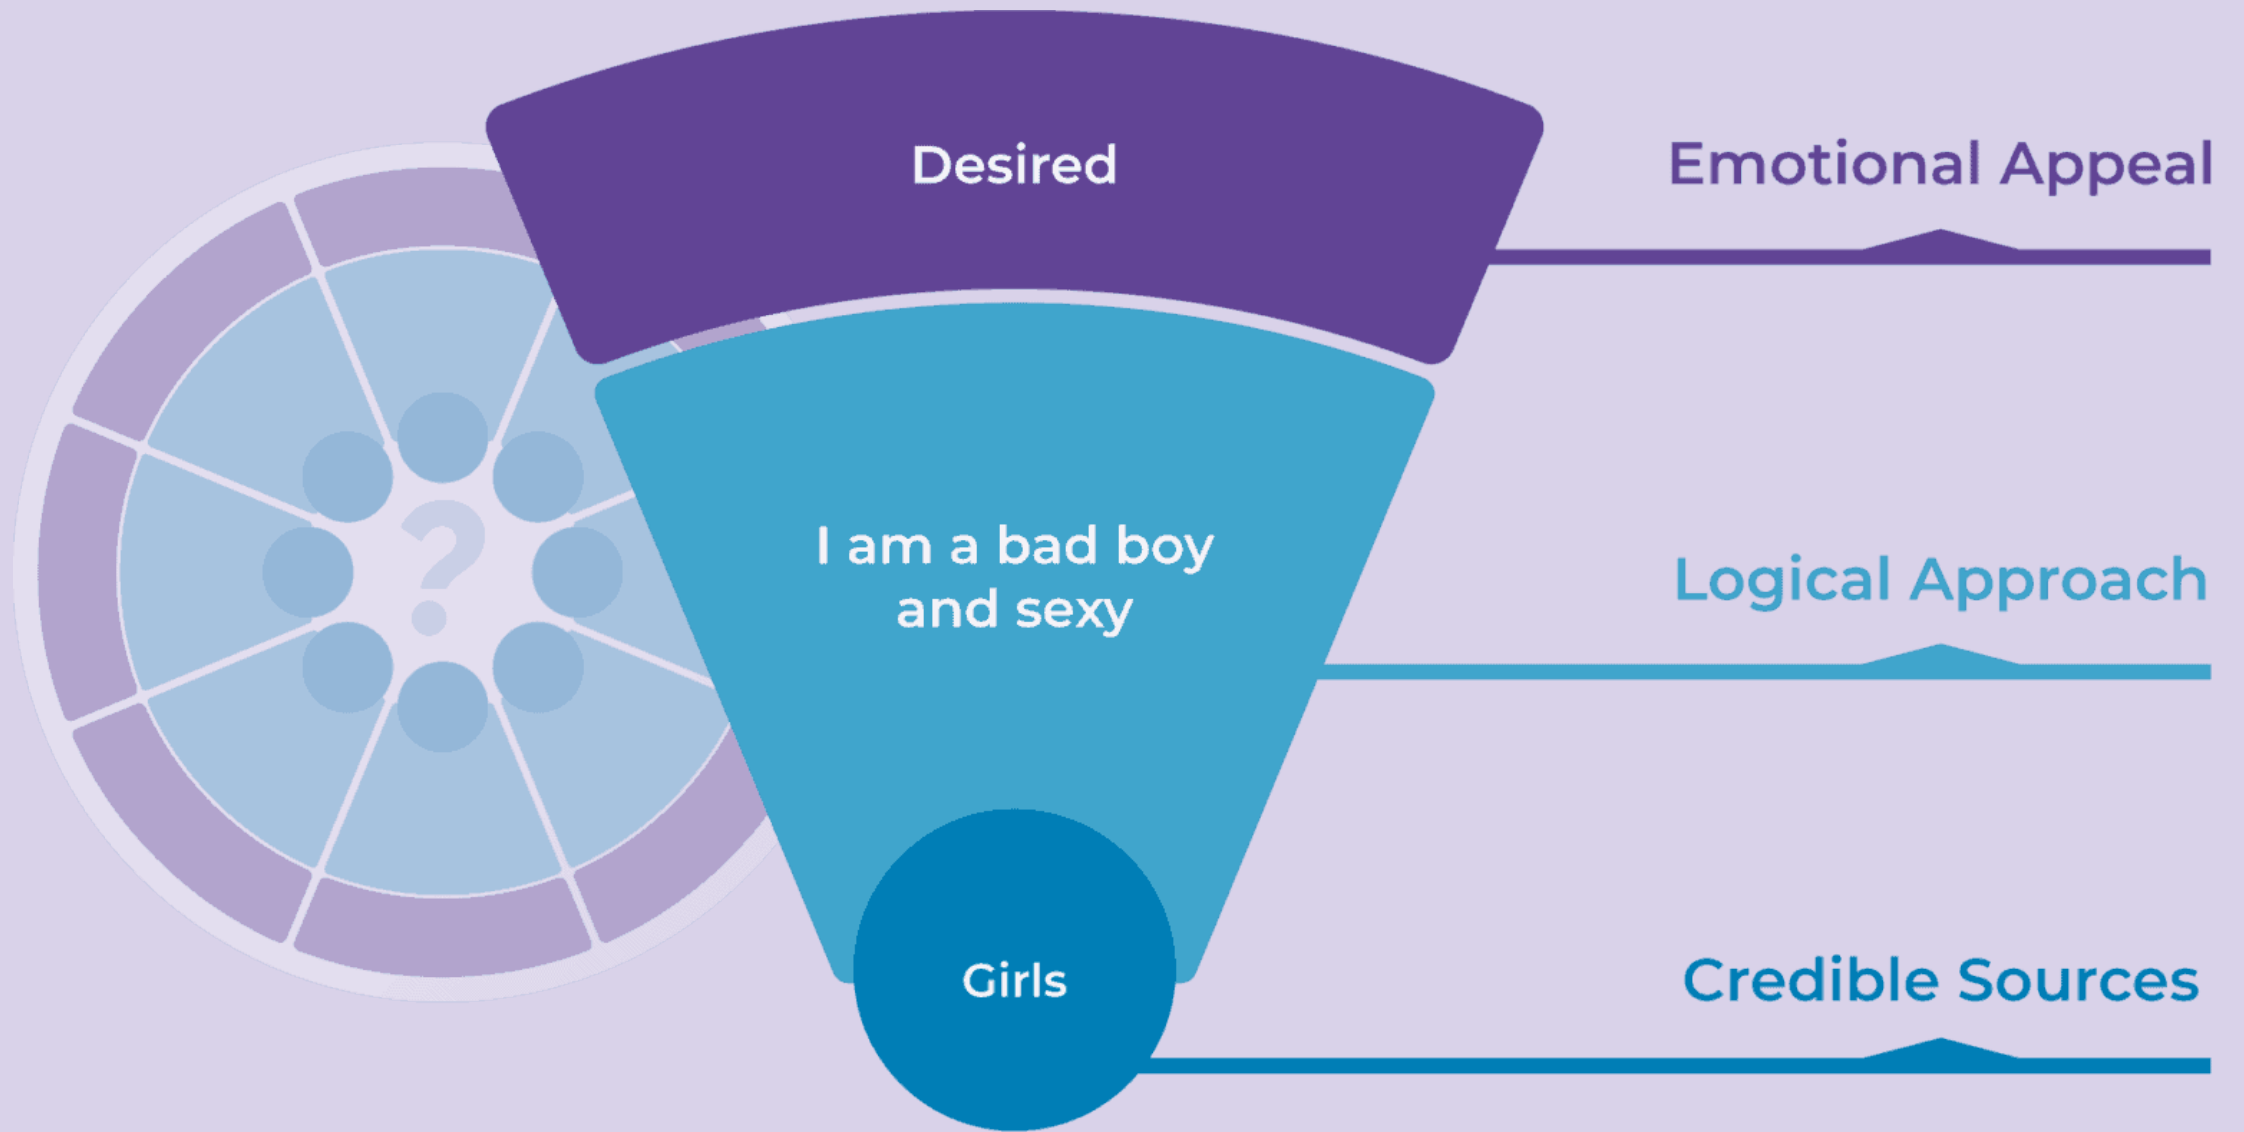 Desired
Emotional Appeal
?
I am a bad boy
and sexy
Logical Approach
Girls
Credible Sources